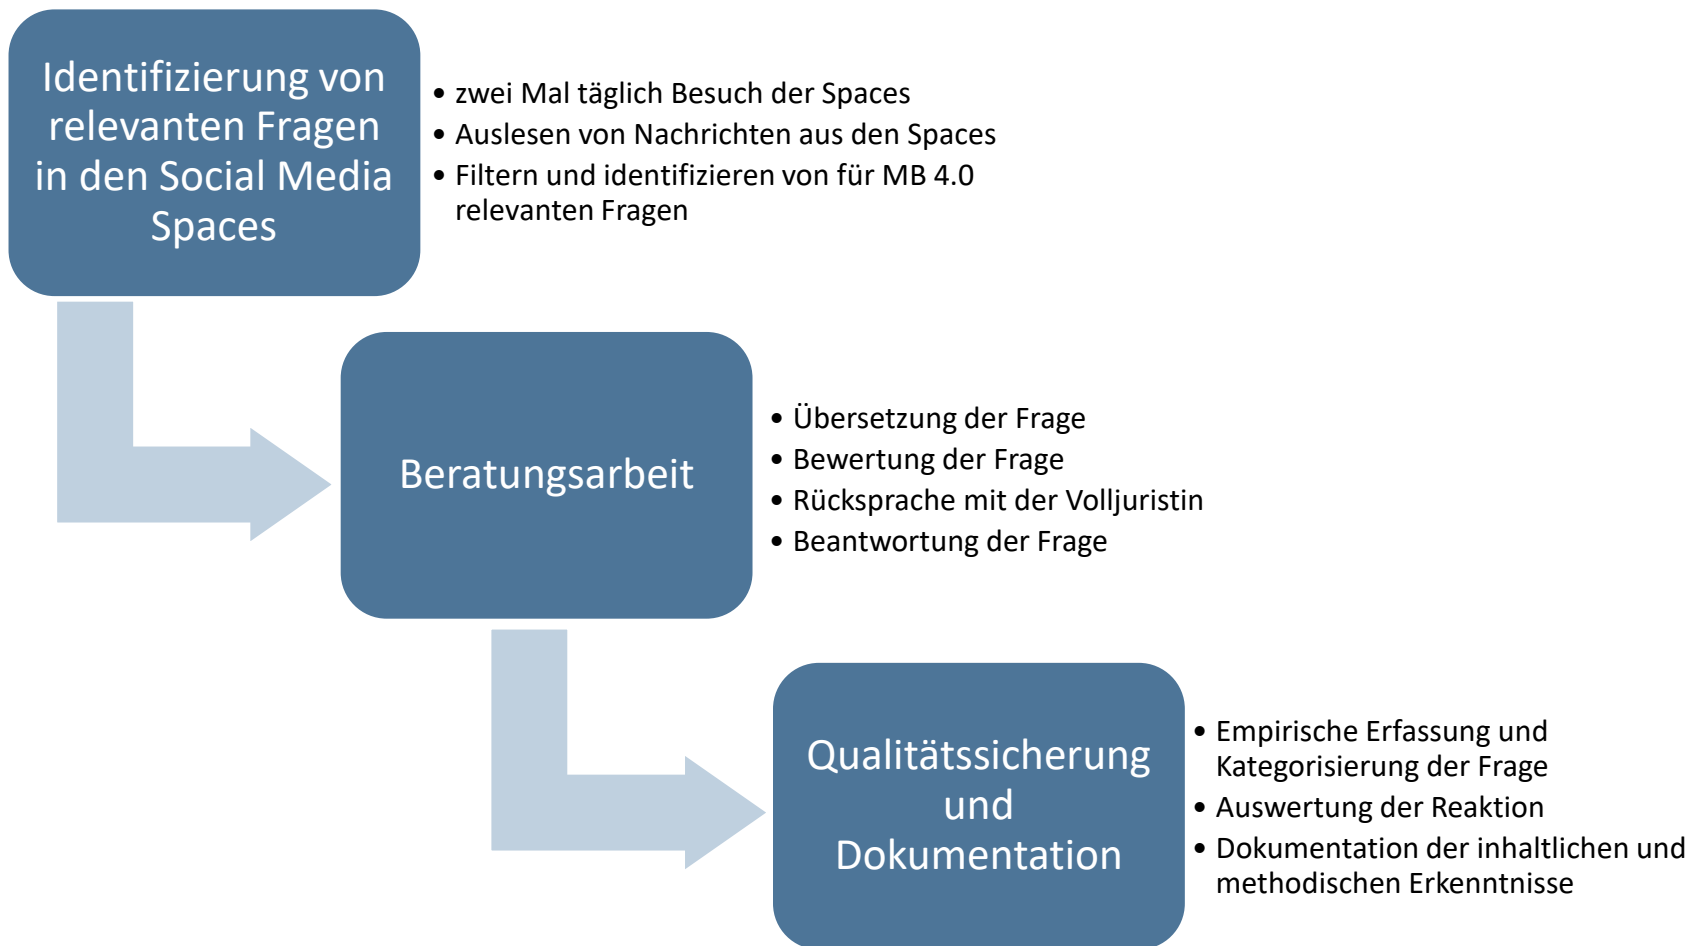 Identifizierung von
relevanten Fragen
in den Social Media
Spaces
• zwei Mal täglich Besuch der Spaces
• Auslesen von Nachrichten aus den Spaces
• Filtern und identifizieren von für MB 4.0
relevanten Fragen
Beratungsarbeit
• Übersetzung der Frage
• Bewertung der Frage
• Rücksprache mit der Volljuristin
• Beantwortung der Frage
Qualitätssicherung
und
Dokumentation
• Empirische Erfassung und
Kategorisierung der Frage
• Auswertung der Reaktion
• Dokumentation der inhaltlichen und
methodischen Erkenntnisse